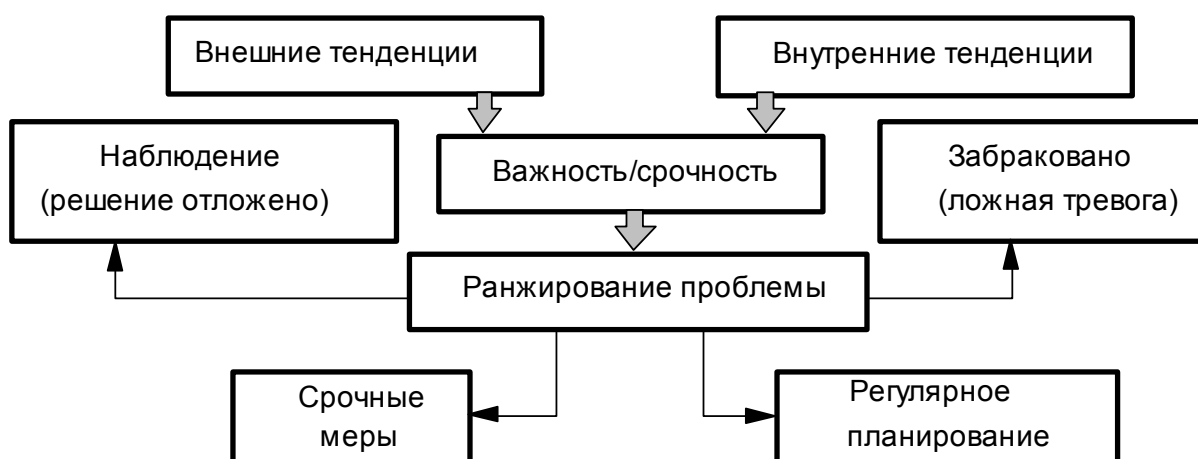 Внешние тенденции
Внутренние тенденции
Наблюдение
(решение отложено)
Важность/срочность
Забраковано
(ложная тревога)
Ранжирование проблемы
Срочные
меры
Регулярное
планирование